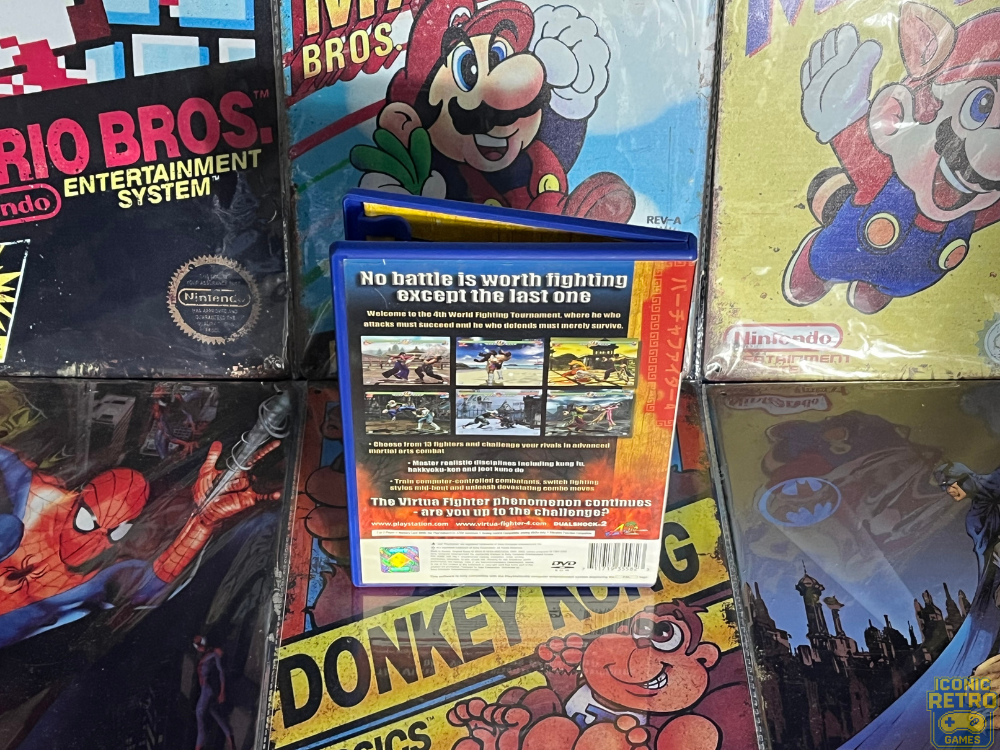 MA
BROS.
M
RIO BROS.™
ENTERTAINMENT
SYSTEM™
ndo
Nintendo
REV-A
Nintendo
ENTERTAINMENT
No battle is worth fighting
except the last one
Welcome to the 4th World Fighting Tournament, where he who
attacks must succeed and he who defends must merely survive.
バーチャファイター4
• Choose from 13 fighters and challenge your rivals in advanced
martial arts combat
• Master realistic disciplines including kung fu,
hakkyoku-ken and jeet kune do
• Train computer-controlled combatants, switch fighting
styles mid-bout and unleash devastating combo moves
The Virtua Fighter phenomenon continues
- are you up to the challenge?
www.playstation.com www.virtua-fighter-4.com DUALSHOCK 2
DVD
DONKEY KONG
SICS™
ICONIC
RETRO
GAMES